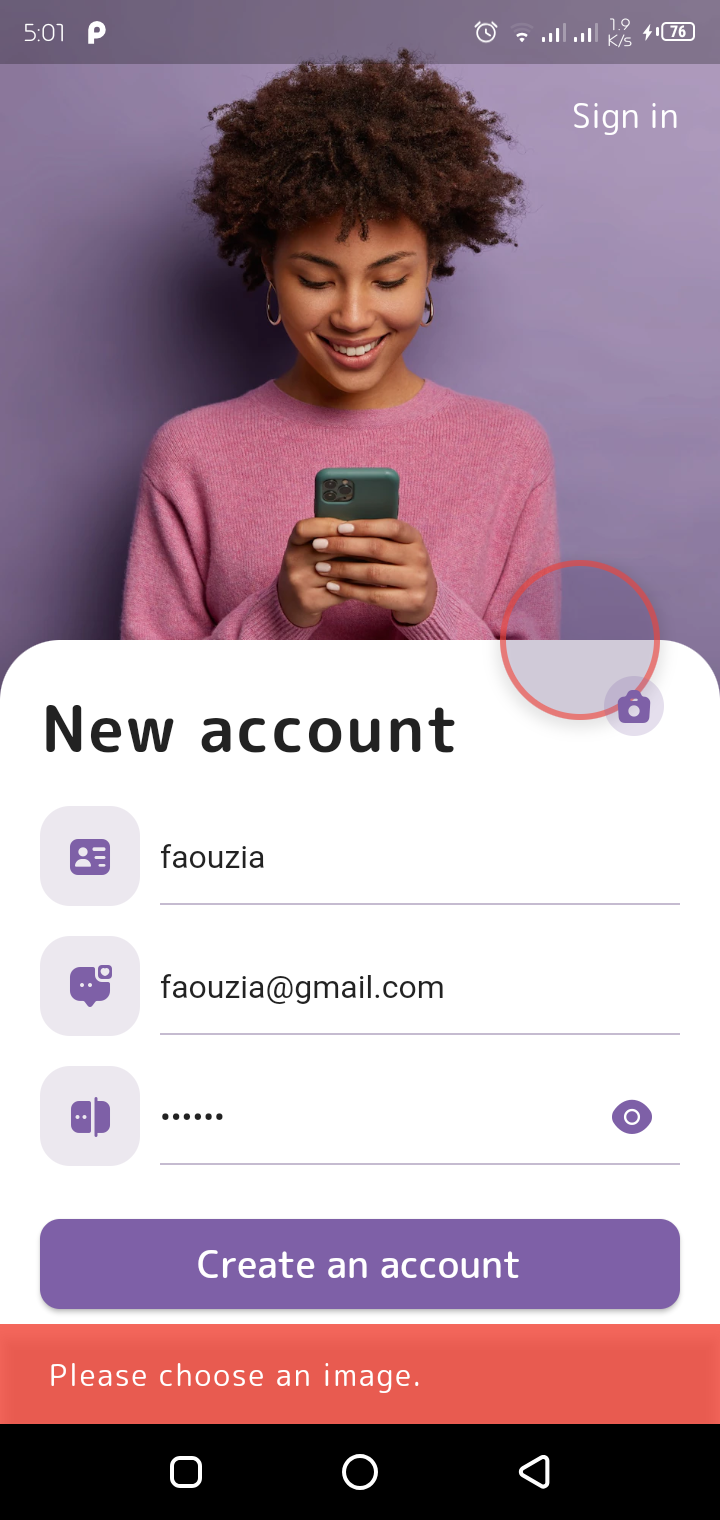 5:01
1.9
K/s
76
Sign in
New account
faouzia
faouzia@gmail.com
••••••
Create an account
Please choose an image.